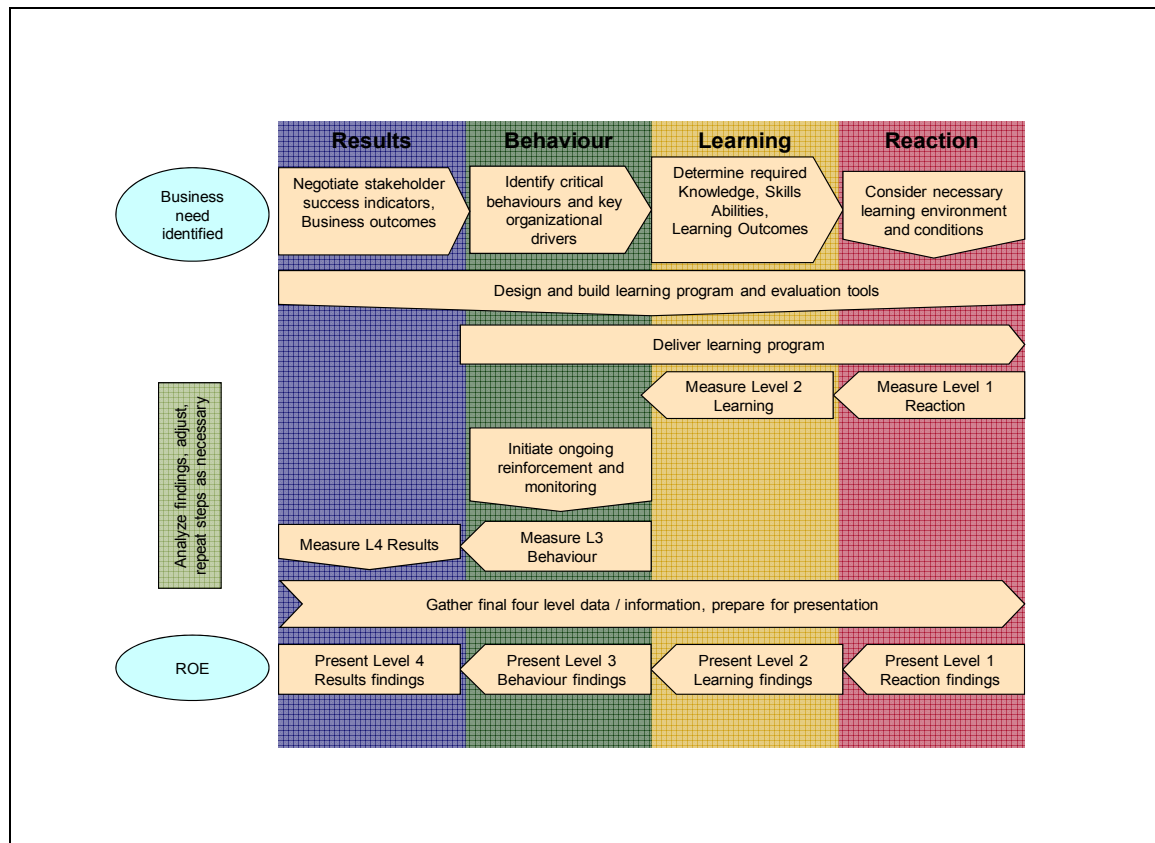 Results
Behaviour
Learning
Reaction
Business
need
identified
Negotiate stakeholder
success indicators,
Business outcomes
Identify critical
behaviours and key
organizational
drivers
Determine required
Knowledge, Skills
Abilities,
Learning Outcomes
Consider necessary
learning environment
and conditions
Design and build learning program and evaluation tools
Deliver learning program
Measure Level 2
Learning
Measure Level 1
Reaction
Analyze findings, adjust,
repeat steps as necessary
Initiate ongoing
reinforcement and
monitoring
Measure L4 Results
Measure L3
Behaviour
Gather final four level data / information, prepare for presentation
ROE
Present Level 4
Results findings
Present Level 3
Behaviour findings
Present Level 2
Learning findings
Present Level 1
Reaction findings